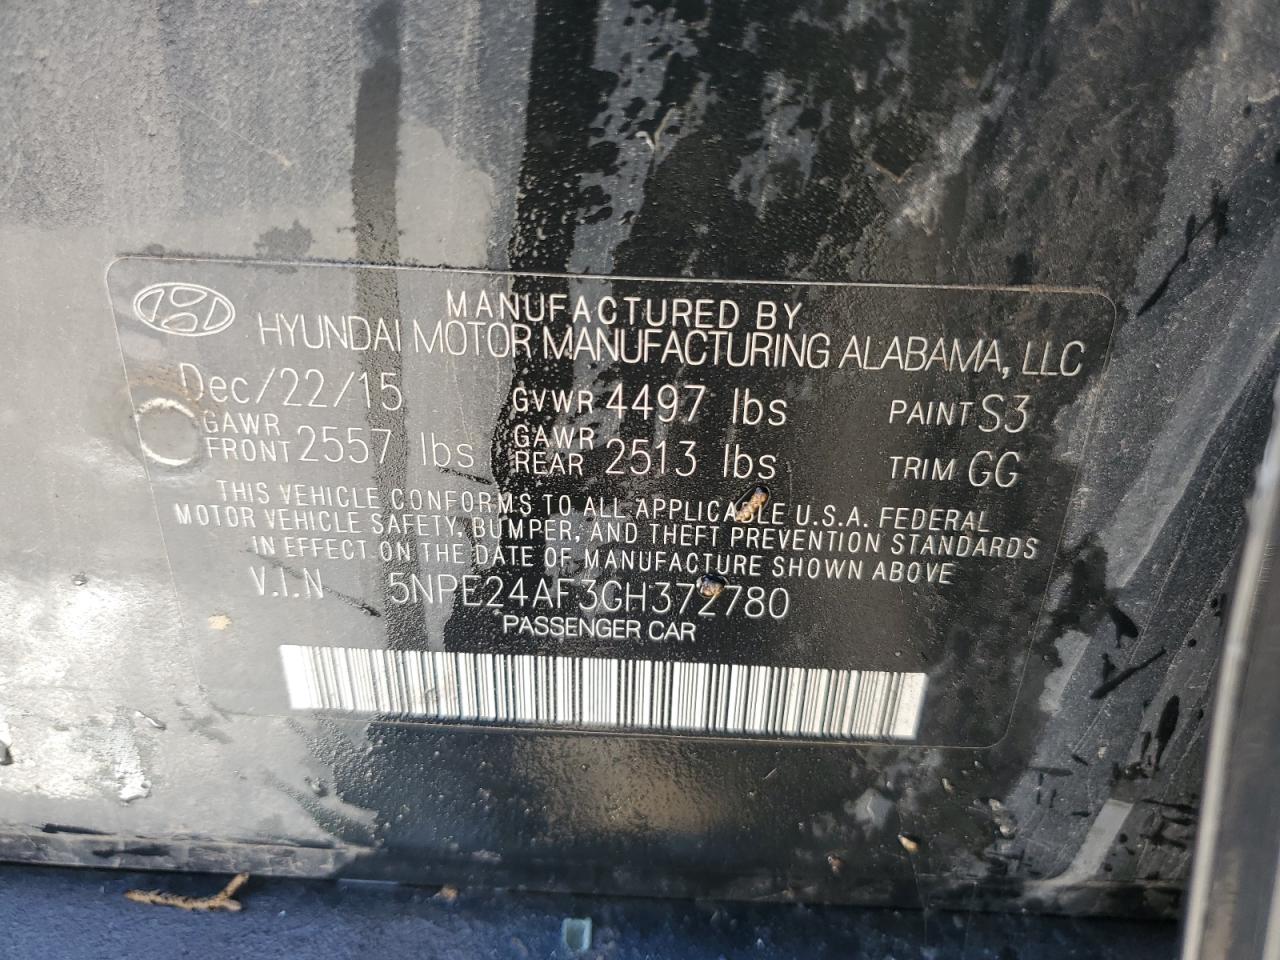 MANUFACTURED BY
HYUNDAI MOTOR MANUFACTURING ALABAMA, LLC
Dec/22/15 GVWR 4497 lbs PAINT S3
GAWR FRONT 2557 lbs GAWR REAR 2513 lbs TRIM GG
THIS VEHICLE CONFORMS TO ALL APPLICABLE U.S.A. FEDERAL
MOTOR VEHICLE SAFETY, BUMPER, AND THEFT PREVENTION STANDARDS
IN EFFECT ON THE DATE OF MANUFACTURE SHOWN ABOVE
V.I.N 5NPE24AF3GH372780
PASSENGER CAR